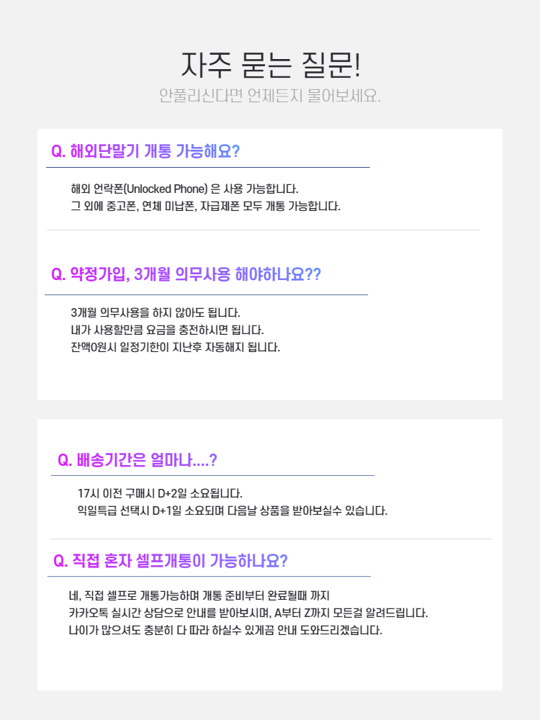 자주 묻는 질문!
안풀리신다면 언제든지 물어보세요.
Q. 해외단말기 개통 가능해요?
해외 언락폰(Unlocked Phone) 은 사용 가능합니다.
그 외에 중고폰, 연체 미납폰, 자급제폰 모두 개통 가능합니다.
Q. 약정가입, 3개월 의무사용 해야하나요??
3개월 의무사용을 하지 않아도 됩니다.
내가 사용할만큼 요금을 충전하시면 됩니다.
잔액0원시 일정기한이 지난후 자동해지 됩니다.
Q. 배송기간은 얼마나....?
17시 이전 구매시 D+2일 소요됩니다.
익일특급 선택시 D+1일 소요되며 다음날 상품을 받아보실수 있습니다.
Q. 직접 혼자 셀프개통이 가능하나요?
네, 직접 셀프로 개통가능하며 개통 준비부터 완료될때 까지
카카오톡 실시간 상담으로 안내를 받아보시며, A부터 Z까지 모든걸 알려드립니다.
나이가 많으셔도 충분히 다 따라 하실수 있게끔 안내 도와드리겠습니다.